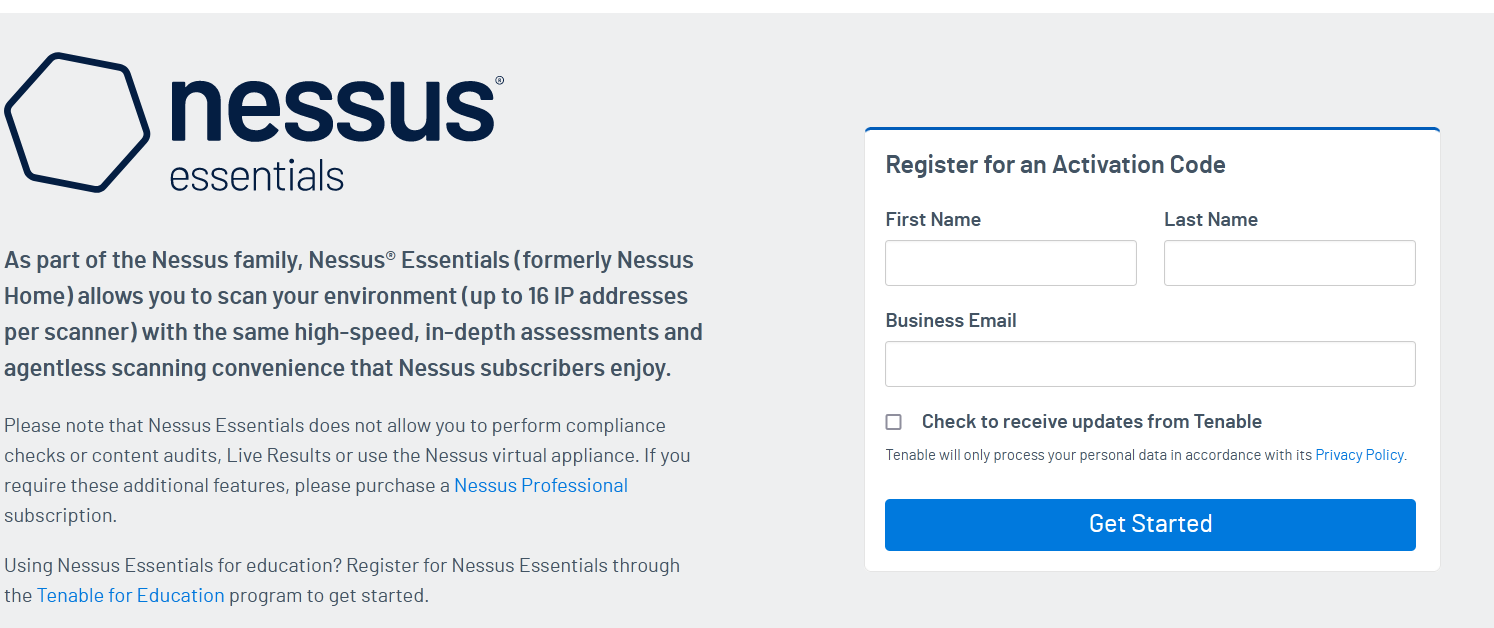 nessus®
essentials
As part of the Nessus family, Nessus® Essentials (formerly Nessus
Home) allows you to scan your environment (up to 16 IP addresses
per scanner) with the same high-speed, in-depth assessments and
agentless scanning convenience that Nessus subscribers enjoy.
Please note that Nessus Essentials does not allow you to perform compliance
checks or content audits, Live Results or use the Nessus virtual appliance. If you
require these additional features, please purchase a Nessus Professional
subscription.
Using Nessus Essentials for education? Register for Nessus Essentials through
the Tenable for Education program to get started.
Register for an Activation Code
First Name Last Name
Business Email
Check to receive updates from Tenable
Tenable will only process your personal data in accordance with its Privacy Policy.
Get Started